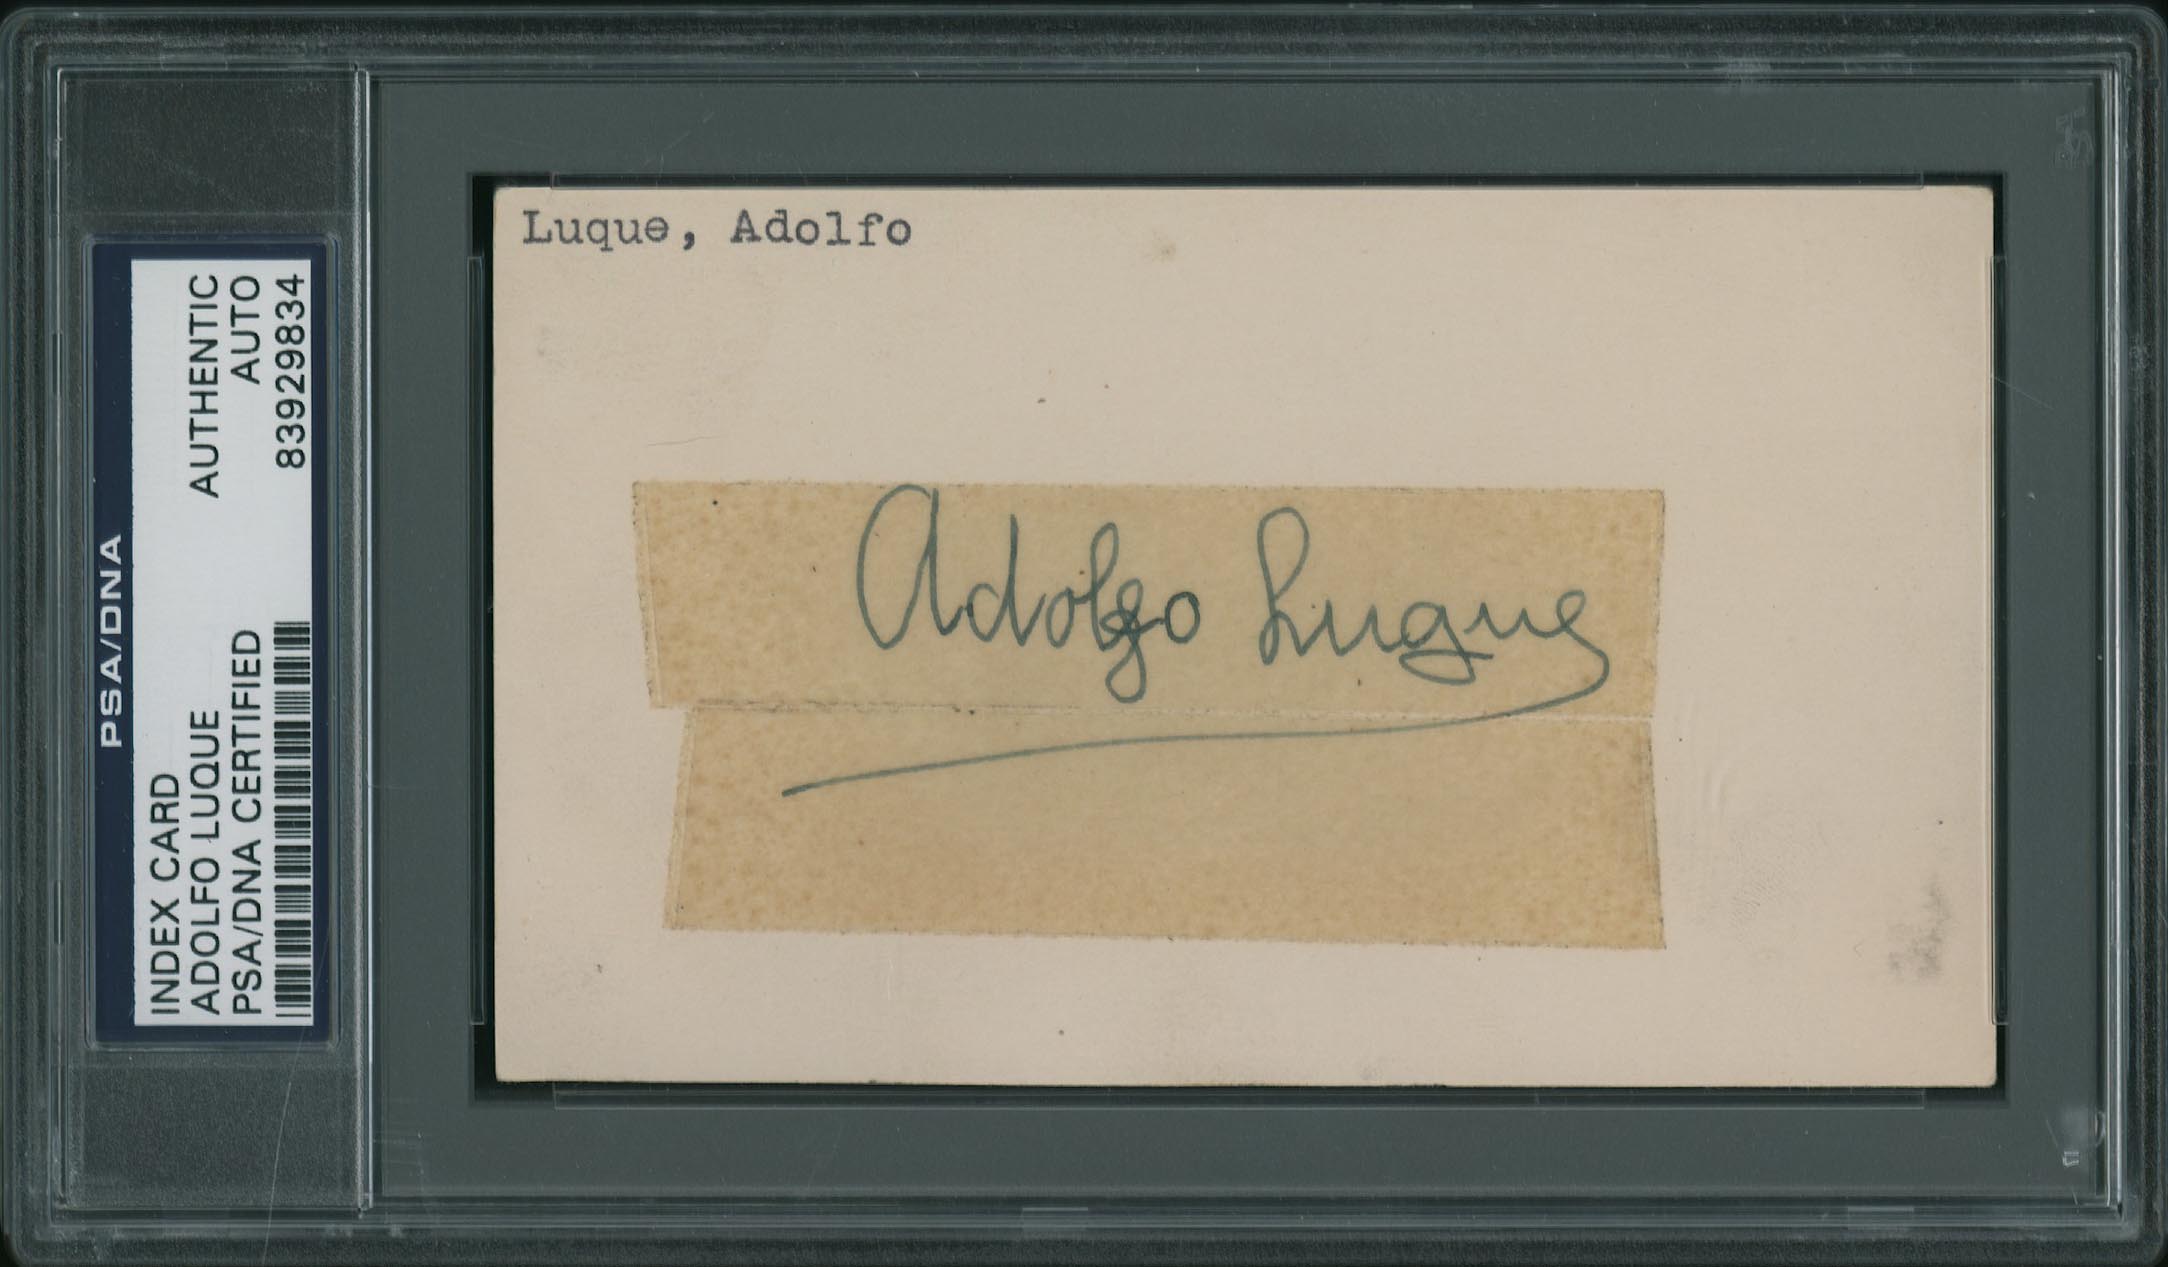 PSA/DNA
INDEX CARD AUTHENTIC
ADOLFO LUQUE AUTO
PSA/DNA CERTIFIED 83929834
Luque, Adolfo
Adolfo Luque